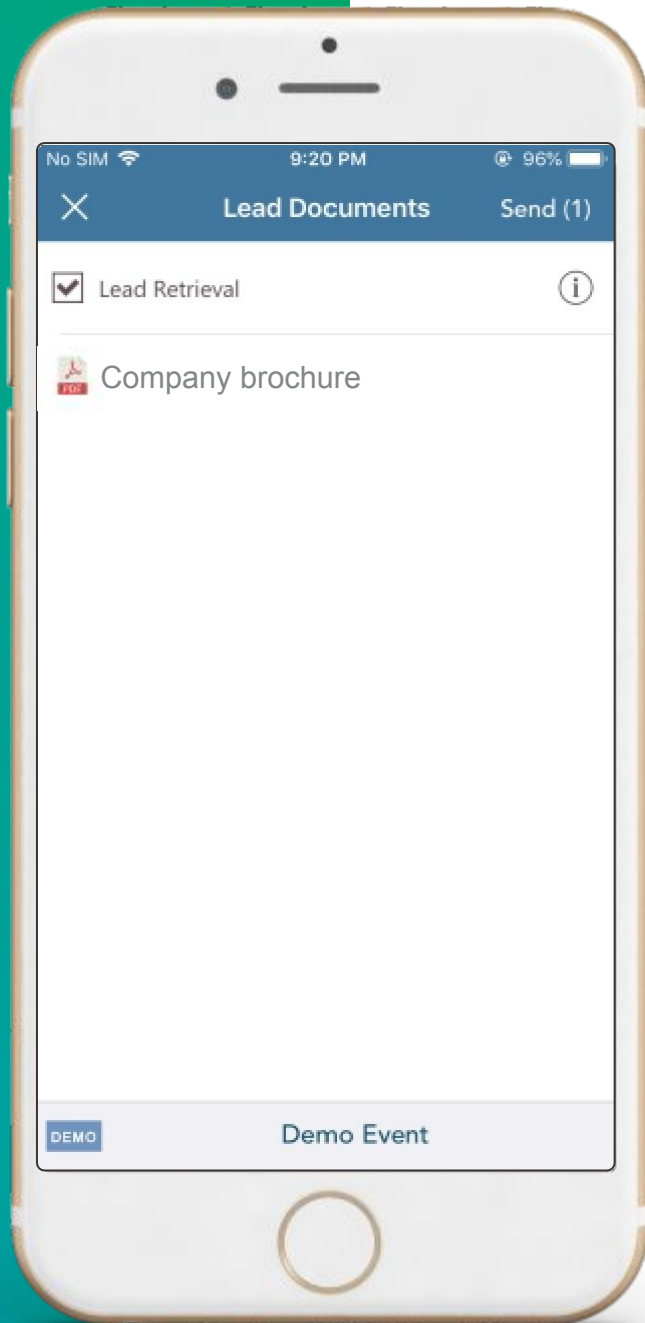 No SIM 9:20 PM 96%
Lead Documents Send (1)
Lead Retrieval
PDF Company brochure
DEMO Demo Event